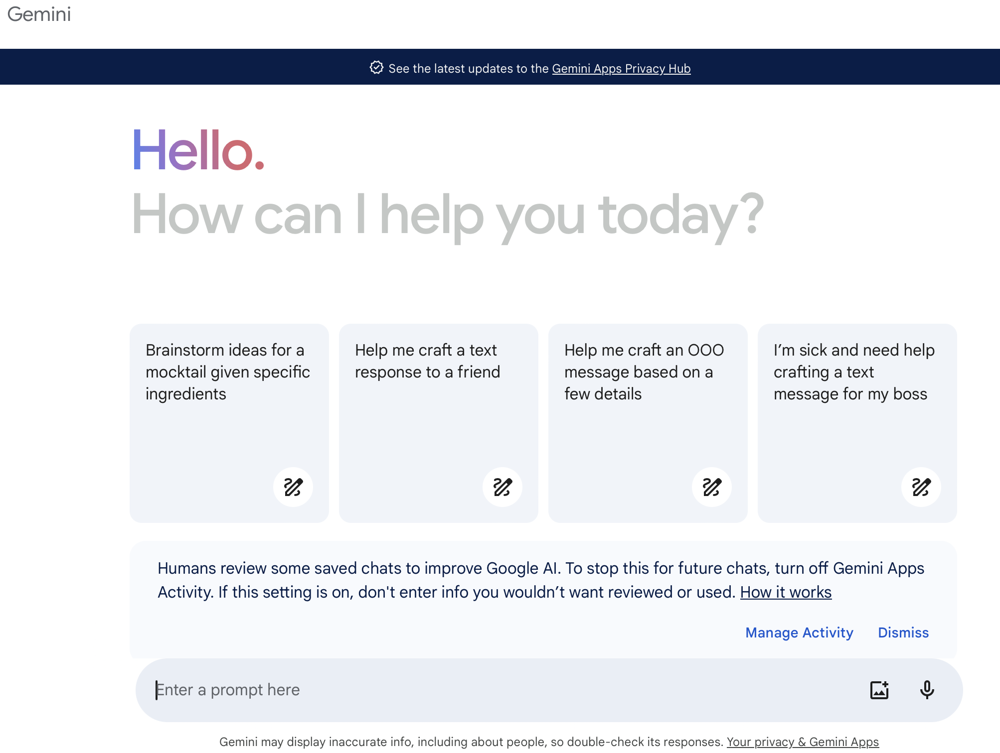 Gemini
See the latest updates to the Gemini Apps Privacy Hub
Hello.
How can I help you today?
Brainstorm ideas for a
mocktail given specific
ingredients
Help me craft a text
response to a friend
Help me craft an OOO
message based on a
few details
I’m sick and need help
crafting a text
message for my boss
Humans review some saved chats to improve Google AI. To stop this for future chats, turn off Gemini Apps
Activity. If this setting is on, don't enter info you wouldn’t want reviewed or used. How it works
Manage Activity Dismiss
Enter a prompt here
Gemini may display inaccurate info, including about people, so double-check its responses. Your privacy & Gemini Apps